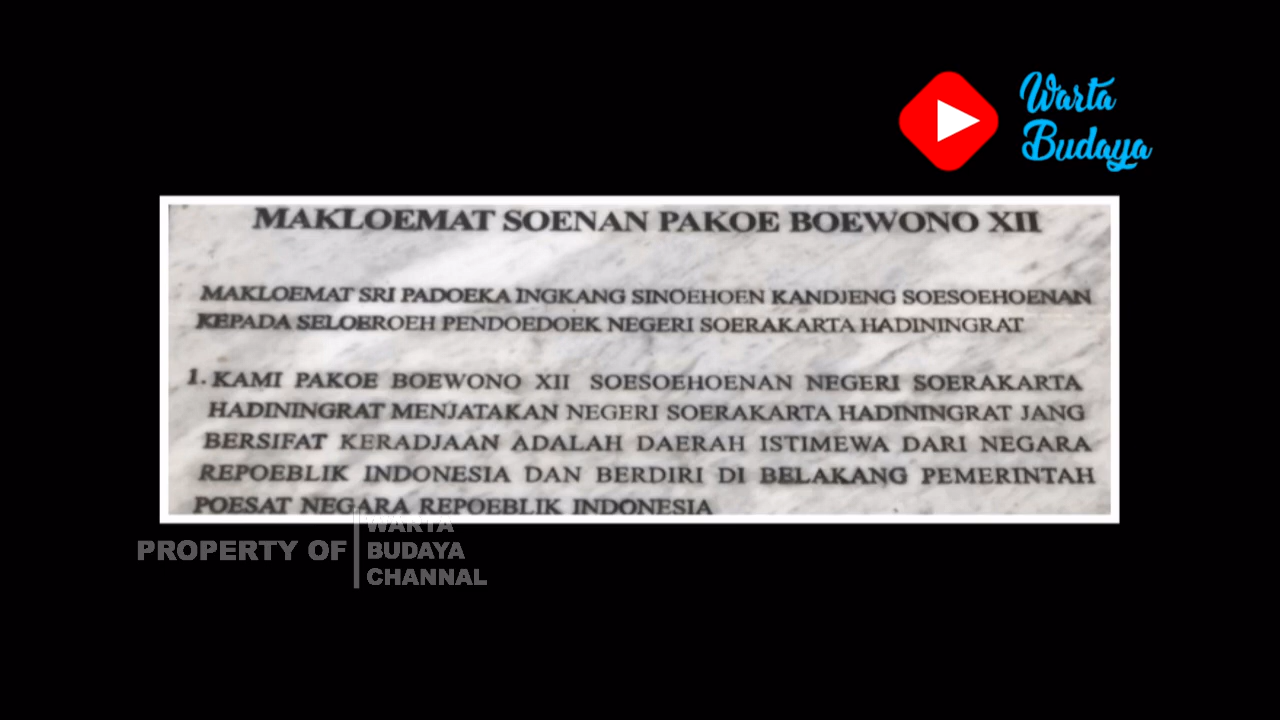 Warta
Budaya
MAKLOEMAT SOENAN PAKOE BOEWONO XII
MAKLOEMAT SRI PADOEKA INGKANG SINOEHOEN KANDJENG SOESOEHOENAN
KEPADA SELOEROEH PENDOEDOEK NEGERI SOERAKARTA HADININGRAT
1. KAMI PAKOE BOEWONO XII SOESOEHOENAN NEGERI SOERAKARTA
HADININGRAT MENJATAKAN NEGERI SOERAKARTA HADININGRAT JANG
BERSIFAT KERADJAAN ADALAH DAERAH ISTIMEWA DARI NEGARA
REPOEBLIK INDONESIA DAN BERDIRI DI BELAKANG PEMERINTAH
POESAT NEGARA REPOEBLIK INDONESIA
PROPERTY OF
WARTA
BUDAYA
CHANNAL